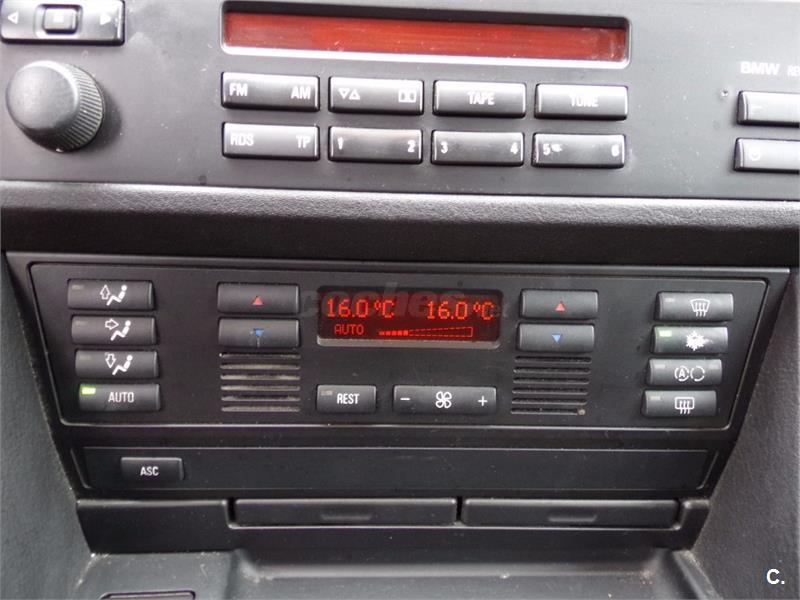 BMW RE
FM AM
TAPE
TONE
RDS TP
1 2
3 4
5 6
16.0°C 16.0°C
AUTO
AUTO
REST
- +
A
ASC
C.